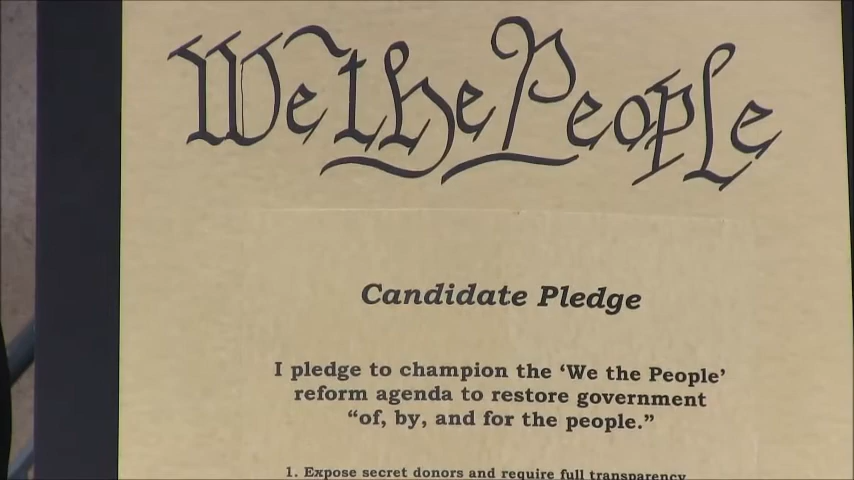 We the People
Candidate Pledge
I pledge to champion the ‘We the People’
reform agenda to restore government
“of, by, and for the people.”
1. Expose secret donors and require full transparency